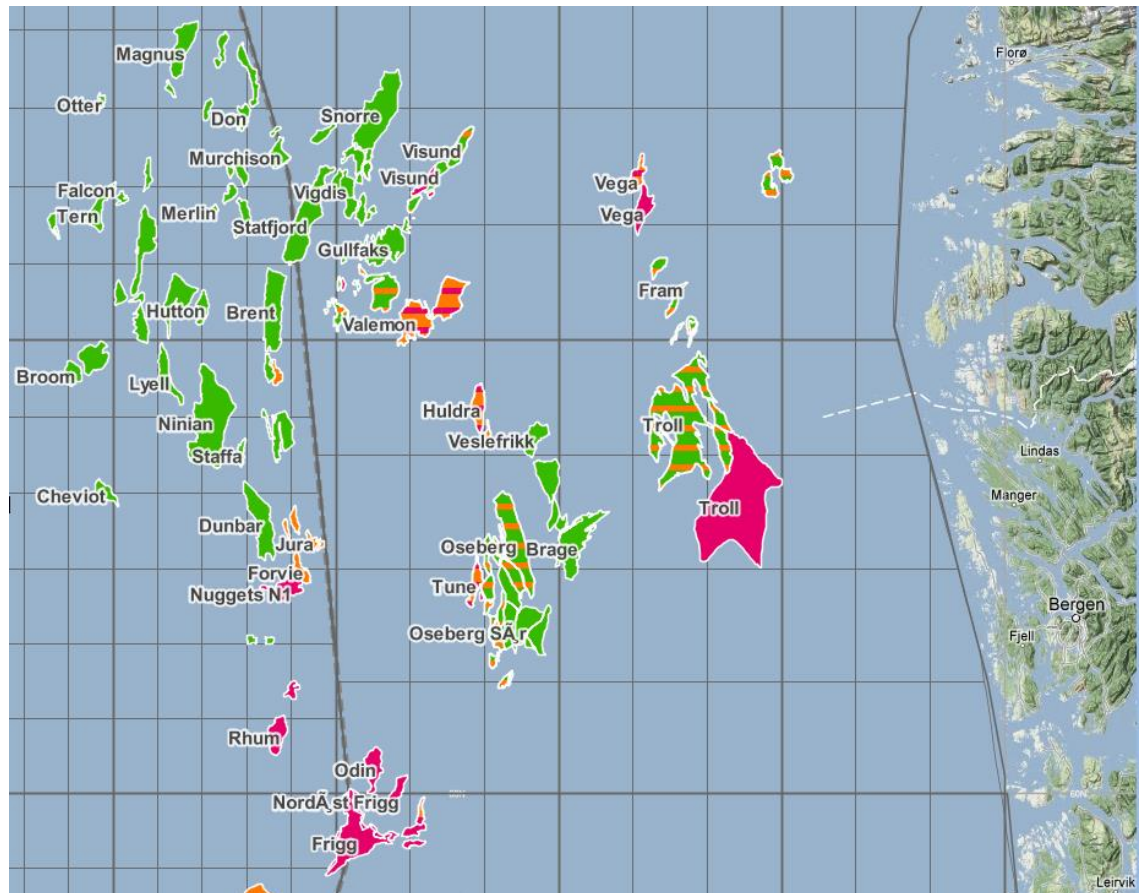 Florø
Magnus
Otter
Don
Snorre
Murchison
Visund
Visund
Vega
Falcon
Vigdis
Tern
Merlin
Vega
Statfjord
Gullfaks
Fram
Hutton
Brent
Valemon
Broom
Lyell
Huldra
Ninian
Veslefrikk
Troll
Staffa
Lindas
Cheviot
Manger
Troll
Dunbar
Jura
Oseberg
Brage
Forvie
Tune
Nuggets N1
Bergen
Oseberg SÃ¸r
Fjell
Rhum
Odin
60N
60N
NordÃ¸st Frigg
Frigg
Leirvik